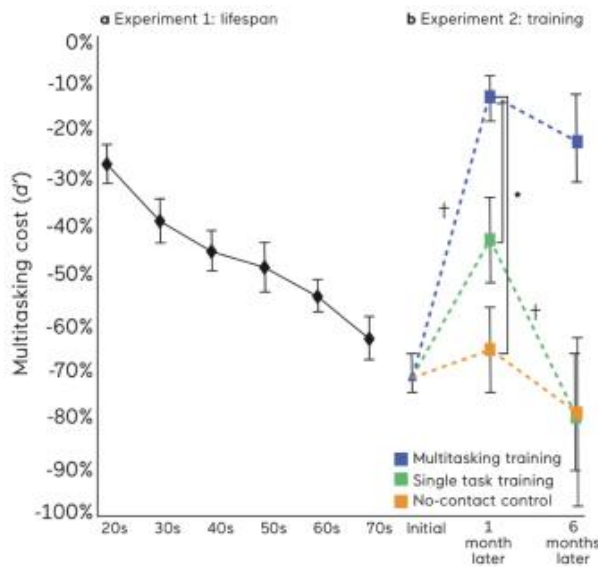 a Experiment 1: lifespan
b Experiment 2: training
Multitasking cost (d′)
0%
-10%
-20%
-30%
-40%
-50%
-60%
-70%
-80%
-90%
-100%
†
*
†
Multitasking training
Single task training
No-contact control
20s 30s 40s 50s 60s 70s Initial 1 month later 6 months later